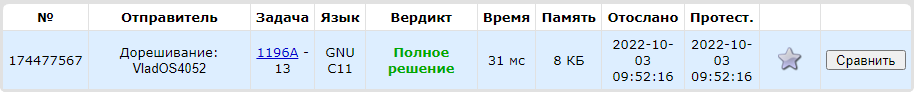 № Отправитель Задача Язык Вердикт Время Память Отослано Протест.
174477567 Дорешивание: VladOS4052 1196A - 13 GNU C11 Полное решение 31 мс 8 КБ 2022-10-03 09:52:16 2022-10-03 09:52:16 Сравнить